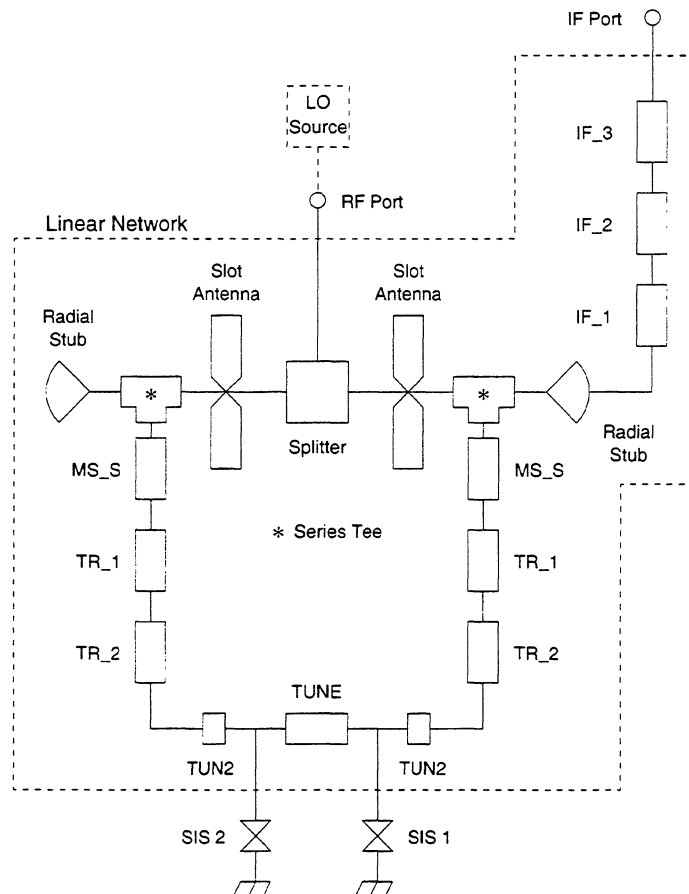 IF Port
LO
Source
IF_3
RF Port
Linear Network
IF_2
Slot
Antenna
Slot
Antenna
Radial
Stub
IF_1
*
*
Splitter
Radial
Stub
MS_S
MS_S
* Series Tee
TR_1
TR_1
TR_2
TR_2
TUNE
TUN2
TUN2
SIS 2
SIS 1